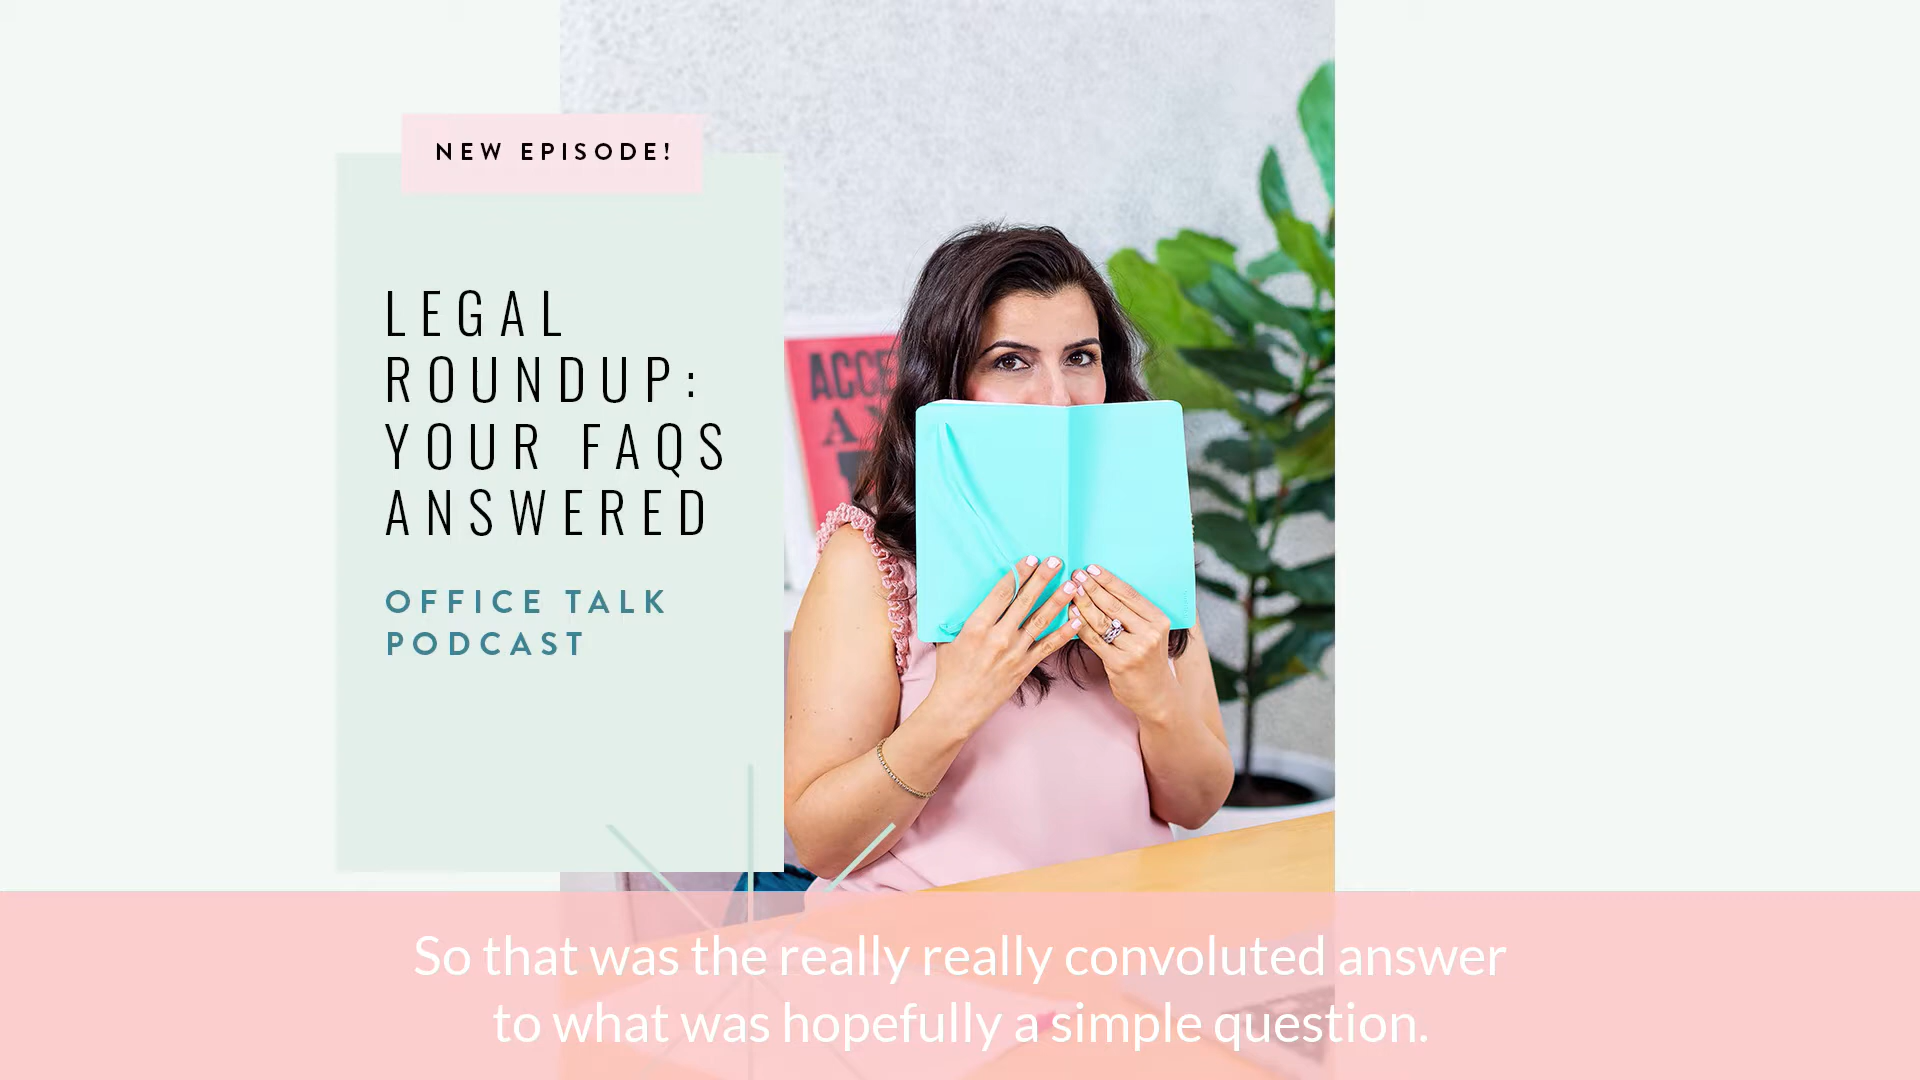 NEW EPISODE!
LEGAL
ROUNDUP:
YOUR FAQS
ANSWERED
OFFICE TALK
PODCAST
So that was the really really convoluted answer
to what was hopefully a simple question.